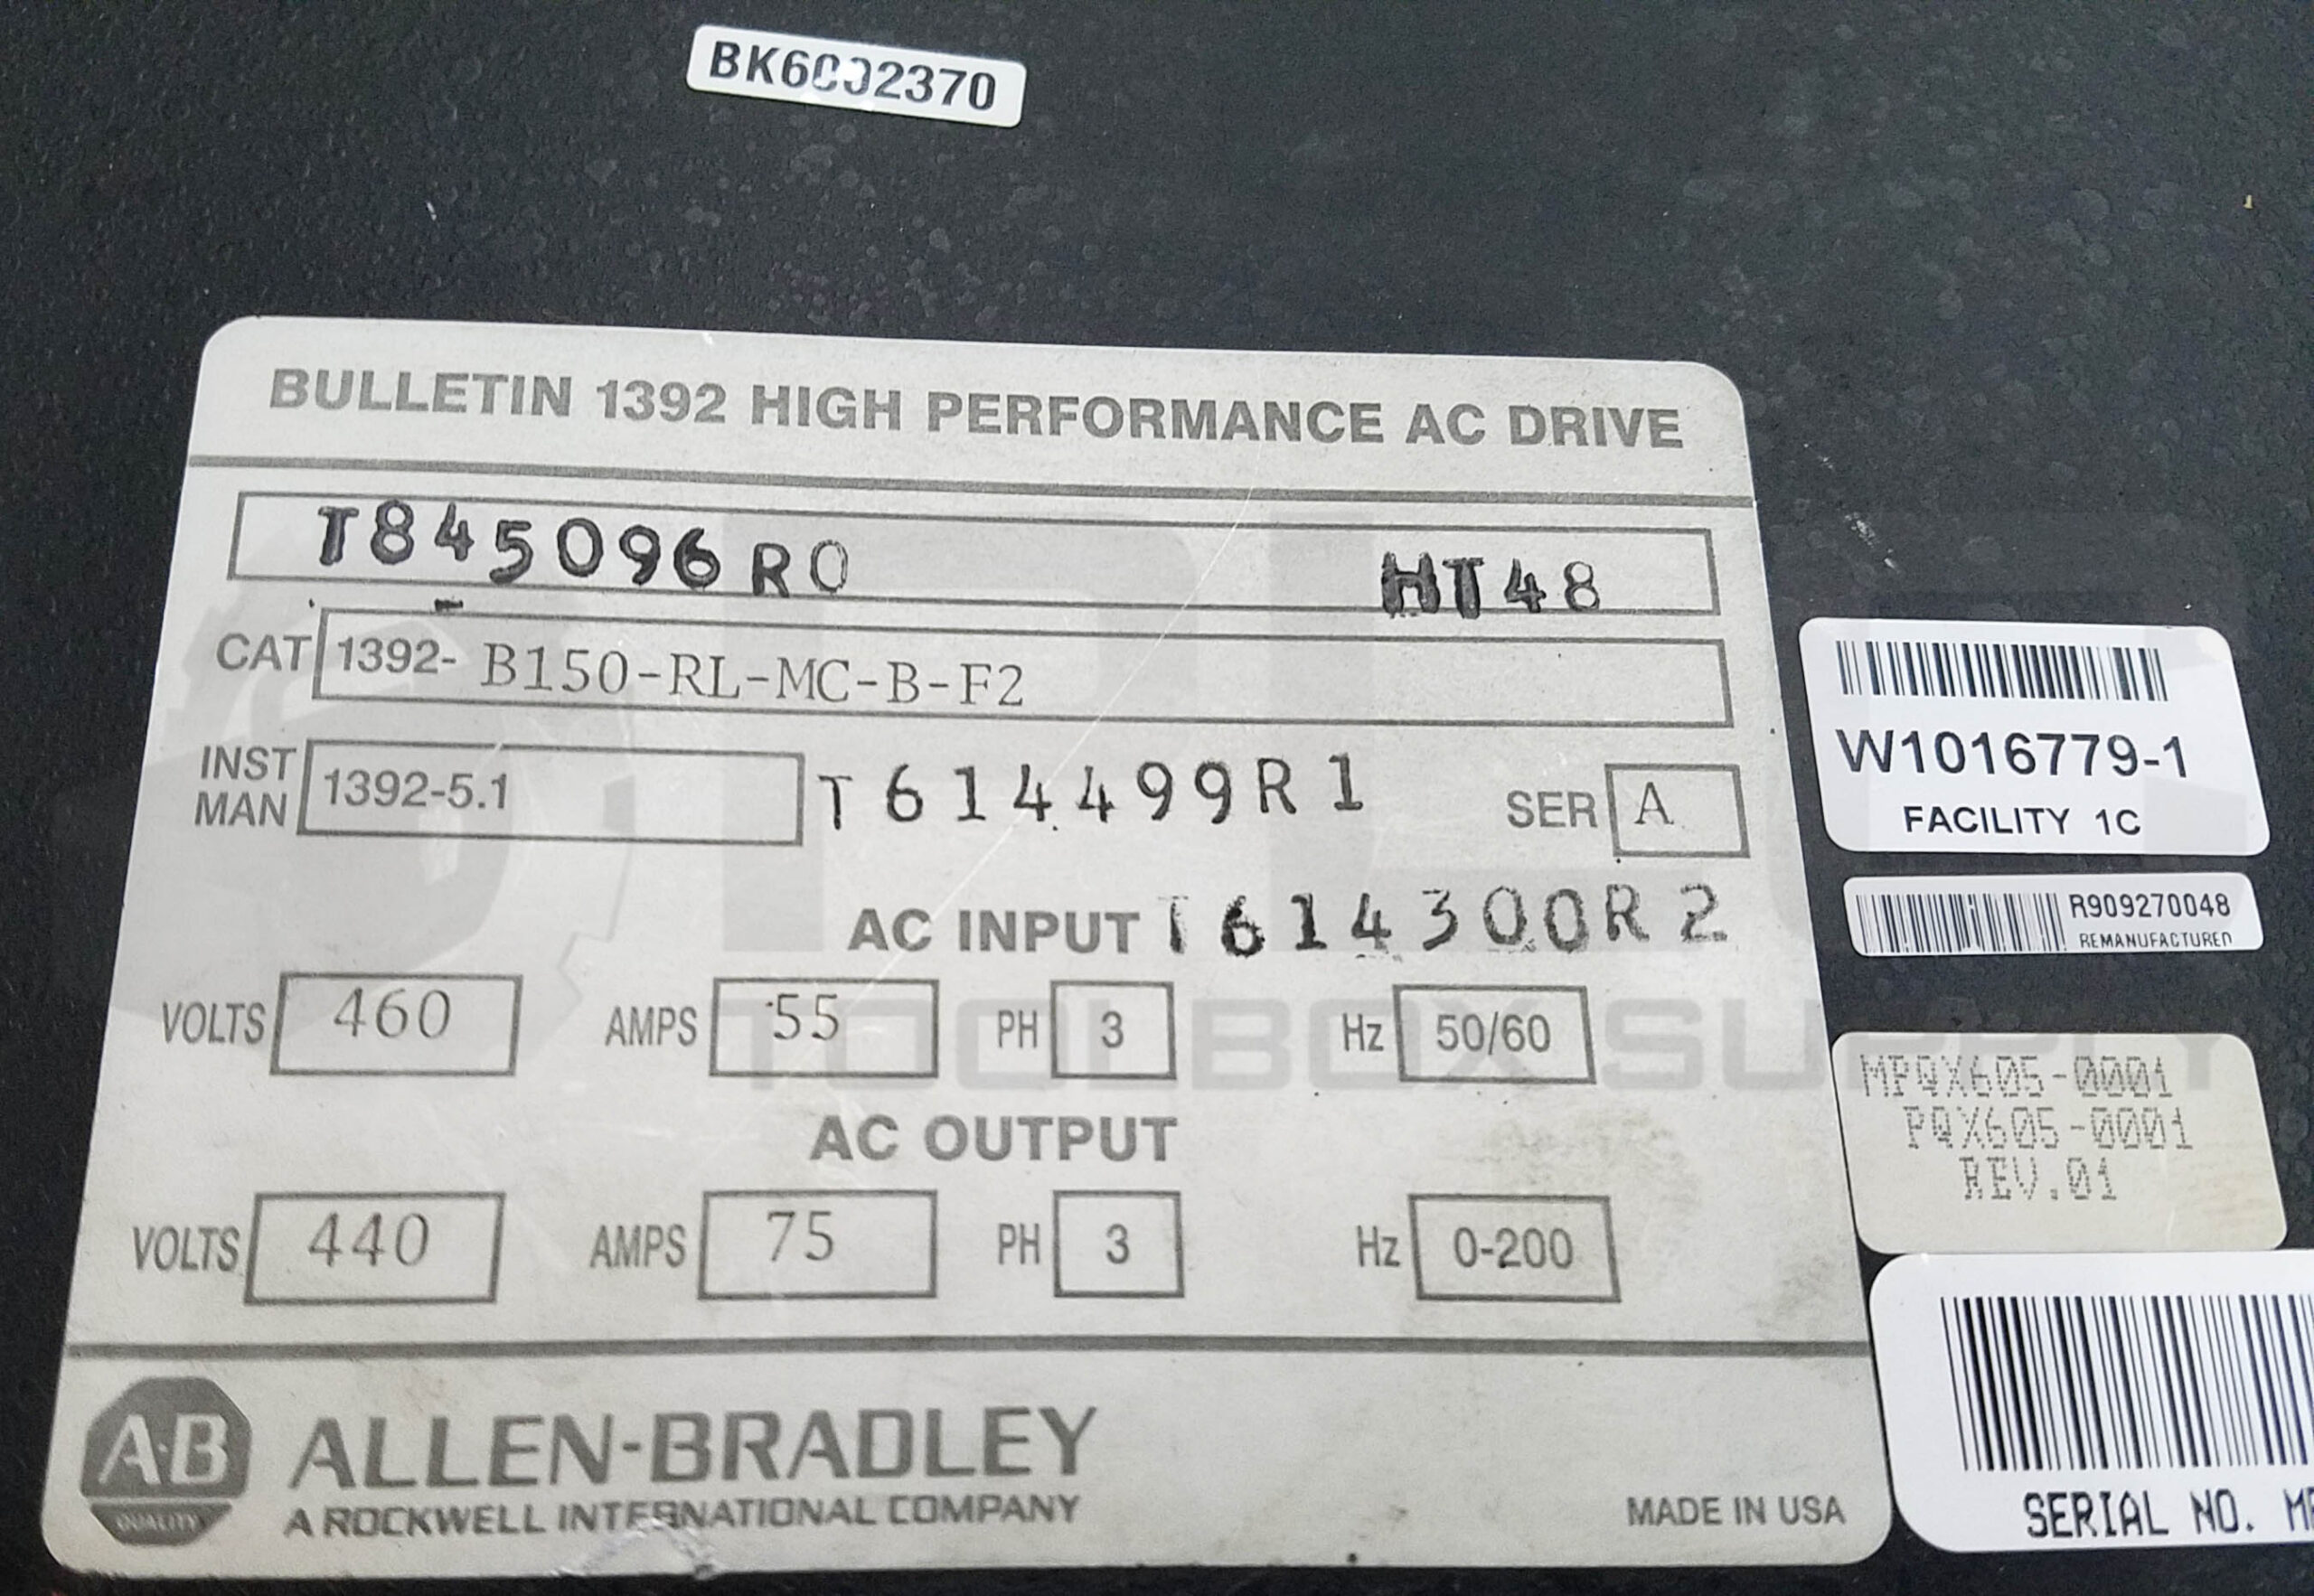 BK6002370
BULLETIN 1392 HIGH PERFORMANCE AC DRIVE
T845096R0 HT48
CAT 1392-B150-RL-MC-B-F2
INST MAN 1392-5.1 T614499R1 SER A
AC INPUT T614300R2
VOLTS 460 AMPS 55 PH 3 Hz 50/60
AC OUTPUT
VOLTS 440 AMPS 75 PH 3 Hz 0-200
A-B
QUALITY
ALLEN-BRADLEY
A ROCKWELL INTERNATIONAL COMPANY
MADE IN USA
W1016779-1
FACILITY 1C
R909270048
REMANUFACTURED
MPQX605-0001
PQX605-0001
REV.01
SERIAL NO.
TOOLBOX SUPPLY